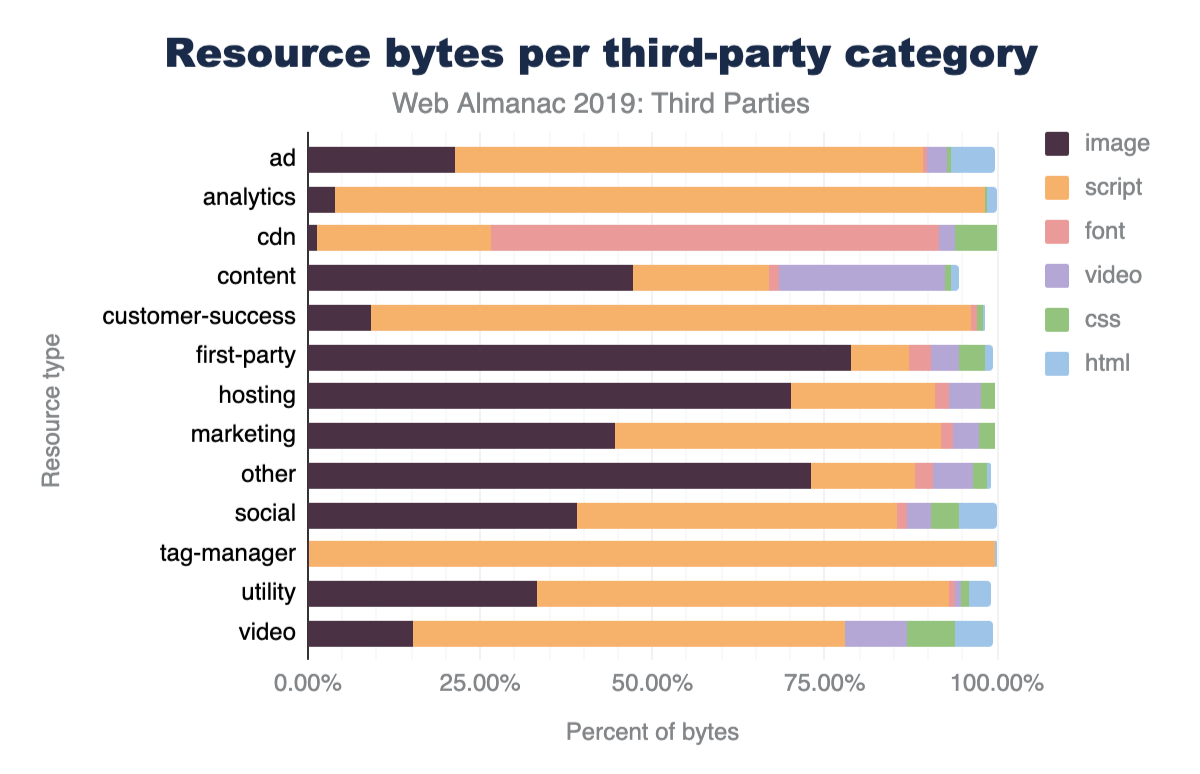 Resource bytes per third-party category
Web Almanac 2019: Third Parties
image
script
font
video
css
html
Resource type
ad
analytics
cdn
content
customer-success
first-party
hosting
marketing
other
social
tag-manager
utility
video
0.00% 25.00% 50.00% 75.00% 100.00%
Percent of bytes